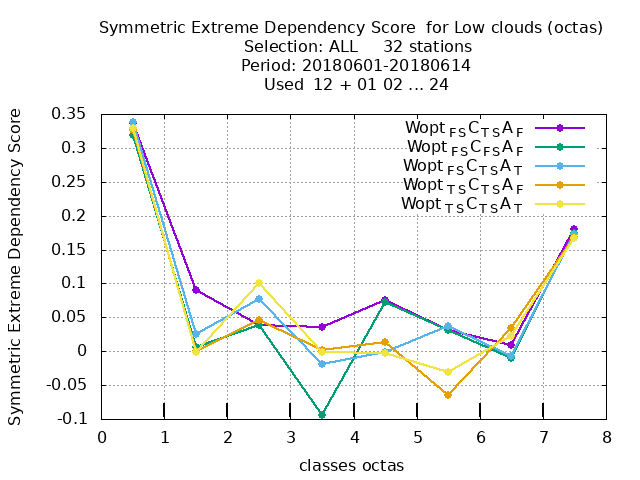 Symmetric Extreme Dependency Score  for Low clouds (octas)
Selection: ALL     32 stations
Period: 20180601-20180614
Used  12 + 01 02 ... 24
Symmetric Extreme Dependency Score
0.35
0.3
0.25
0.2
0.15
0.1
0.05
0
-0.05
-0.1
Wopt FS C TS A F
Wopt FS C FS A F
Wopt FS C TS A T
Wopt TS C TS A F
Wopt TS C TS A T
0 1 2 3 4 5 6 7 8
classes octas